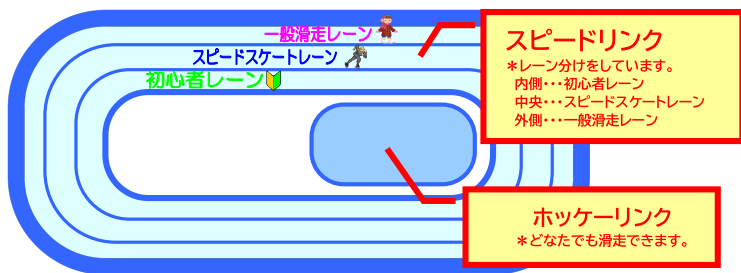 一般滑走レーン
スピードスケートレーン
初心者レーン
スピードリンク
＊レーン分けをしています。
内側･･･初心者レーン
中央･･･スピードスケートレーン
外側･･･一般滑走レーン
ホッケーリンク
＊どなたでも滑走できます。